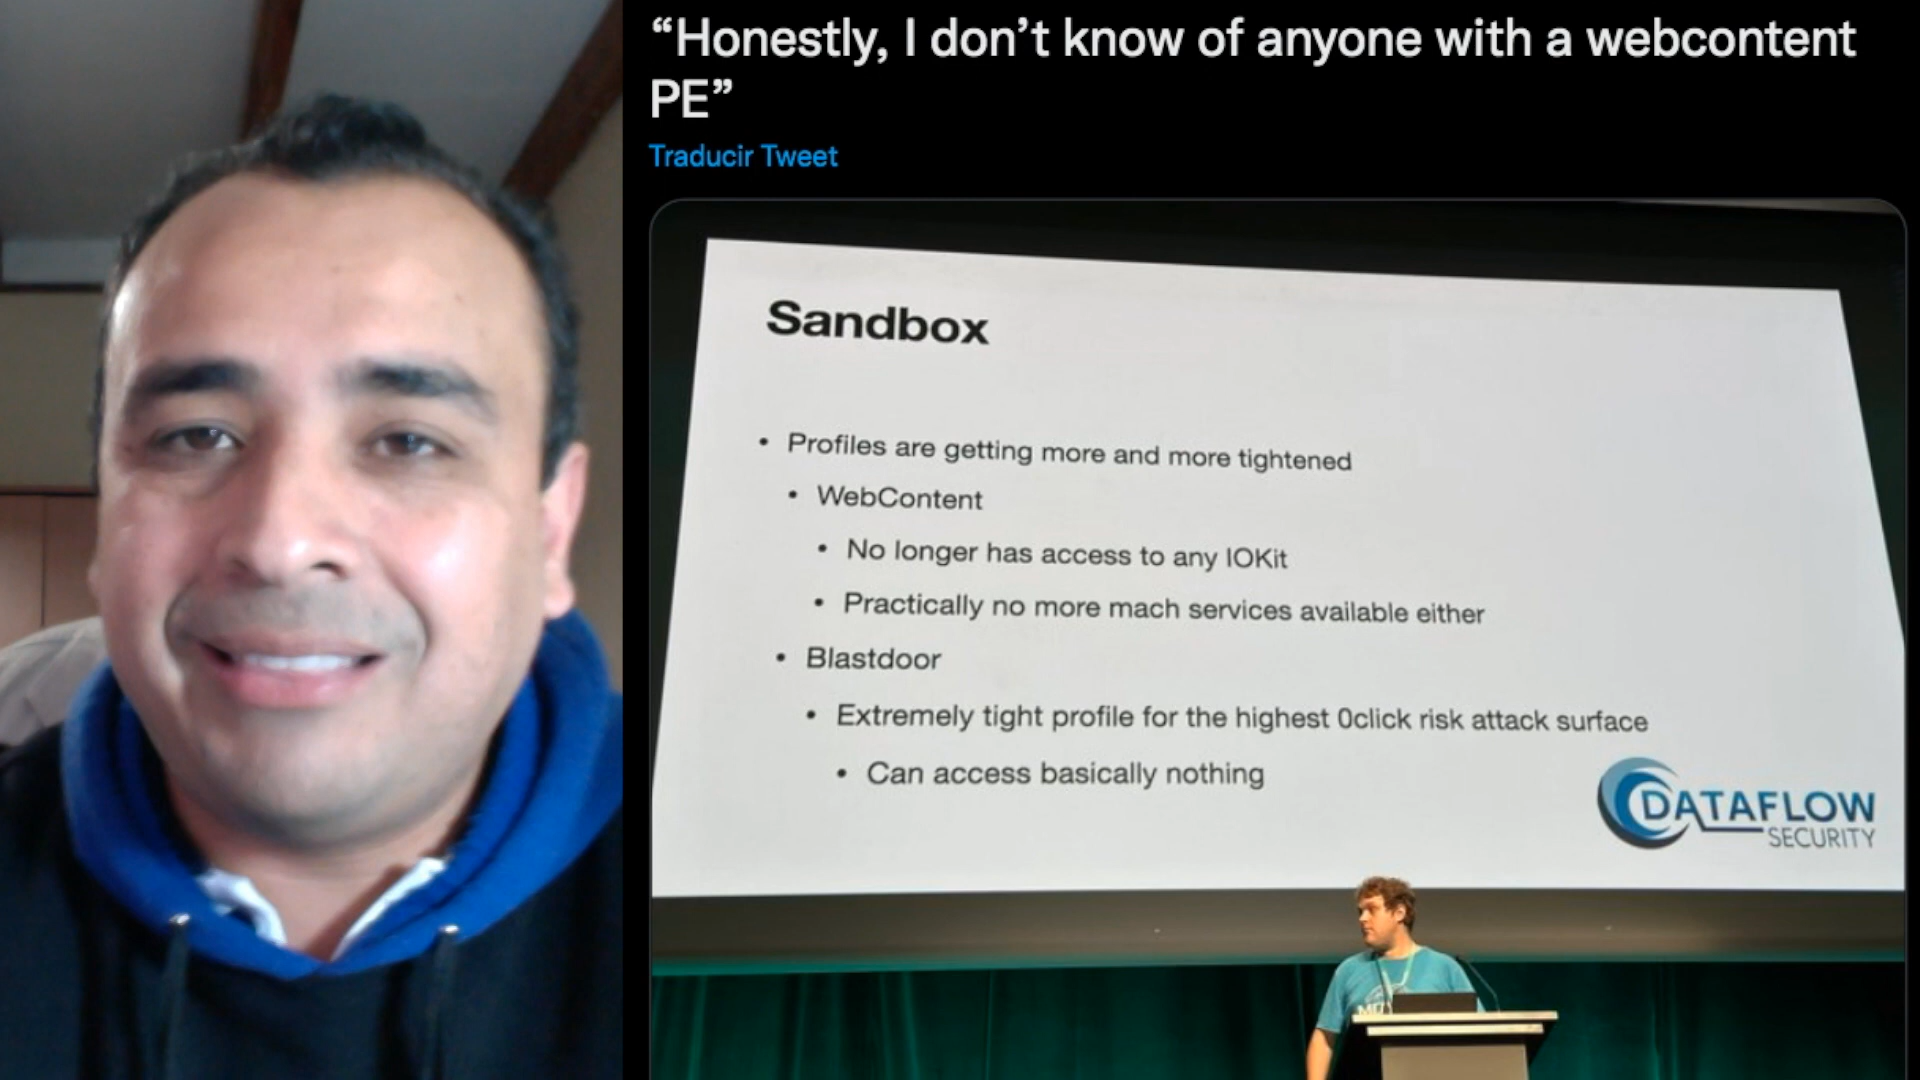 “Honestly, I don’t know of anyone with a webcontent
PE”
Traducir Tweet
Sandbox
• Profiles are getting more and more tightened
• WebContent
• No longer has access to any IOKit
• Practically no more mach services available either
• Blastdoor
• Extremely tight profile for the highest 0click risk attack surface
• Can access basically nothing
DATAFLOW
SECURITY